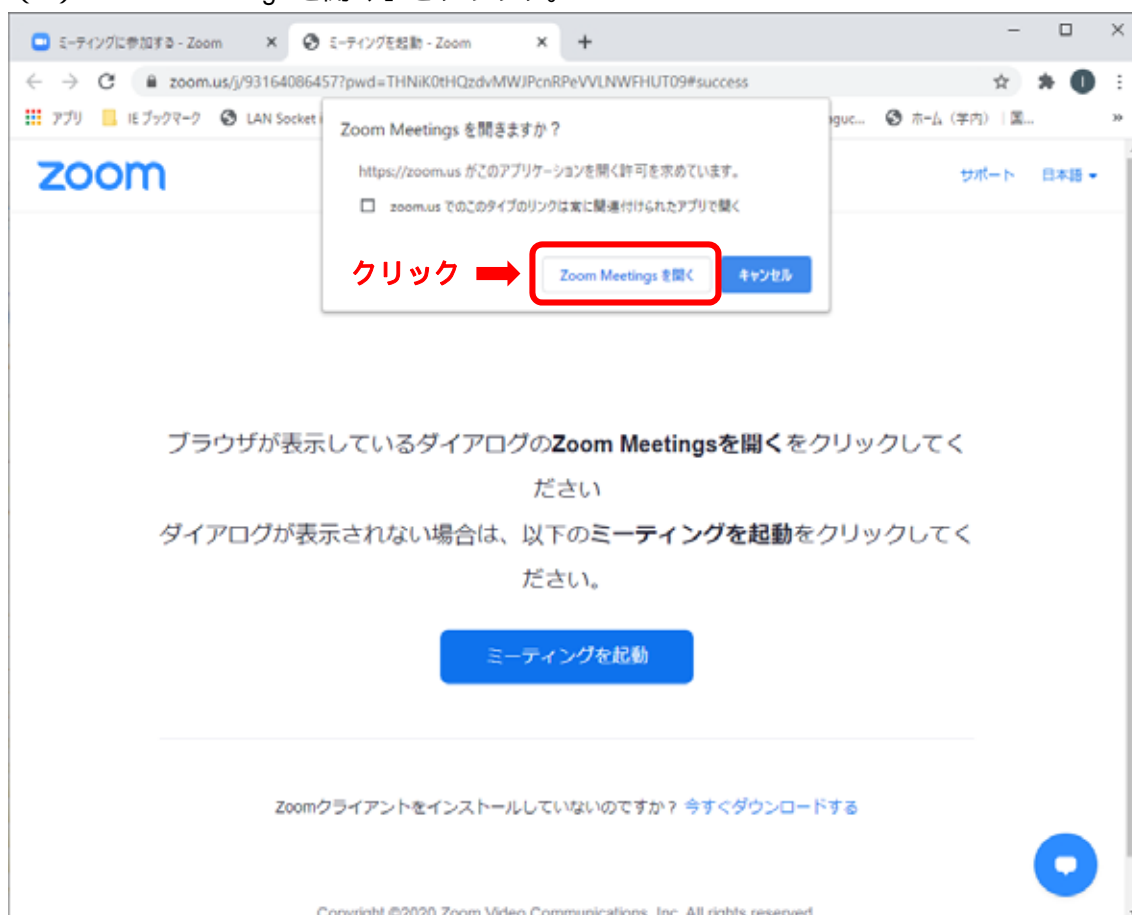 ミーティングに参加する - Zoom
ミーティングを起動 - Zoom
zoom.us/j/93164086457?pwd=THNiK0tHQzdvMWJPcnRPeVVLNWFHUT09#success
アプリ
IE ブックマーク
LAN Socket
ホーム（学内）｜国...
Zoom Meetings を開きますか？
https://zoom.us がこのアプリケーションを開く許可を求めています。
zoom.us でのこのタイプのリンクは常に関連付けられたアプリで開く
クリック
Zoom Meetings を開く
キャンセル
zoom
サポート
日本語
ブラウザが表示しているダイアログのZoom Meetingsを開くをクリックしてく
ださい
ダイアログが表示されない場合は、以下のミーティングを起動をクリックしてく
ださい。
ミーティングを起動
Zoomクライアントをインストールしていないのですか？ 今すぐダウンロードする
Copyright ©2020 Zoom Video Communications, Inc. All rights reserved.